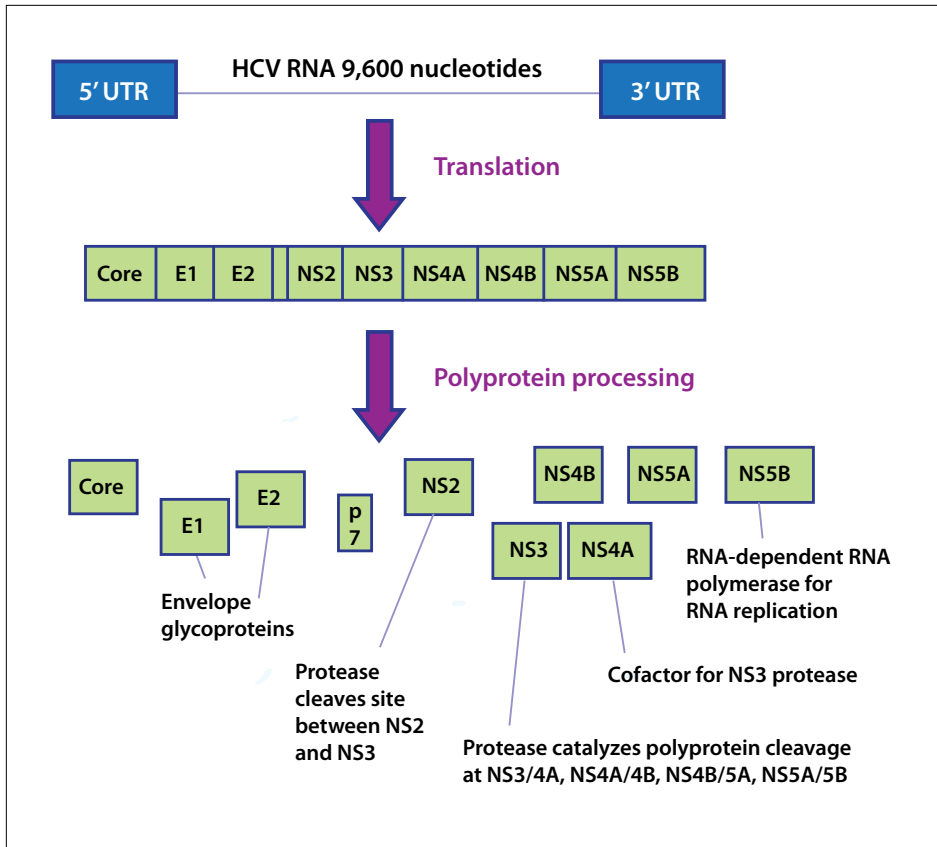 HCV RNA 9,600 nucleotides
5’ UTR
3’ UTR
Translation
Core E1 E2 NS2 NS3 NS4A NS4B NS5A NS5B
Polyprotein processing
Core
E1
E2
p
7
NS2
NS4B
NS5A
NS5B
NS3
NS4A
Envelope
glycoproteins
Protease
cleaves site
between NS2
and NS3
RNA-dependent RNA
polymerase for
RNA replication
Cofactor for NS3 protease
Protease catalyzes polyprotein cleavage
at NS3/4A, NS4A/4B, NS4B/5A, NS5A/5B